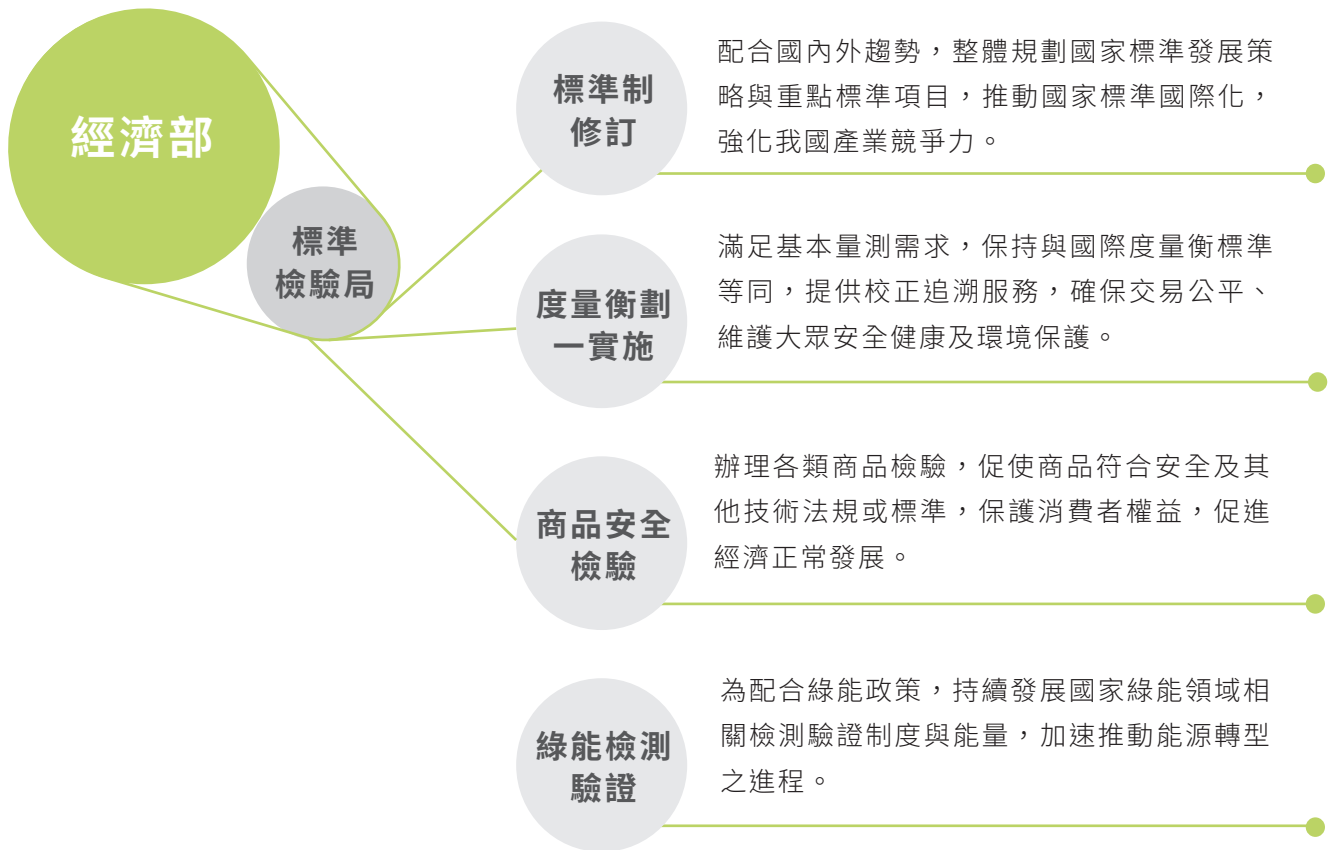 經濟部
標準
檢驗局
標準制
修訂
配合國內外趨勢，整體規劃國家標準發展策
略與重點標準項目，推動國家標準國際化，
強化我國產業競爭力。
度量衡劃
一實施
滿足基本量測需求，保持與國際度量衡標準
等同，提供校正追溯服務，確保交易公平、
維護大眾安全健康及環境保護。
商品安全
檢驗
辦理各類商品檢驗，促使商品符合安全及其
他技術法規或標準，保護消費者權益，促進
經濟正常發展。
綠能檢測
驗證
為配合綠能政策，持續發展國家綠能領域相
關檢測驗證制度與能量，加速推動能源轉型
之進程。